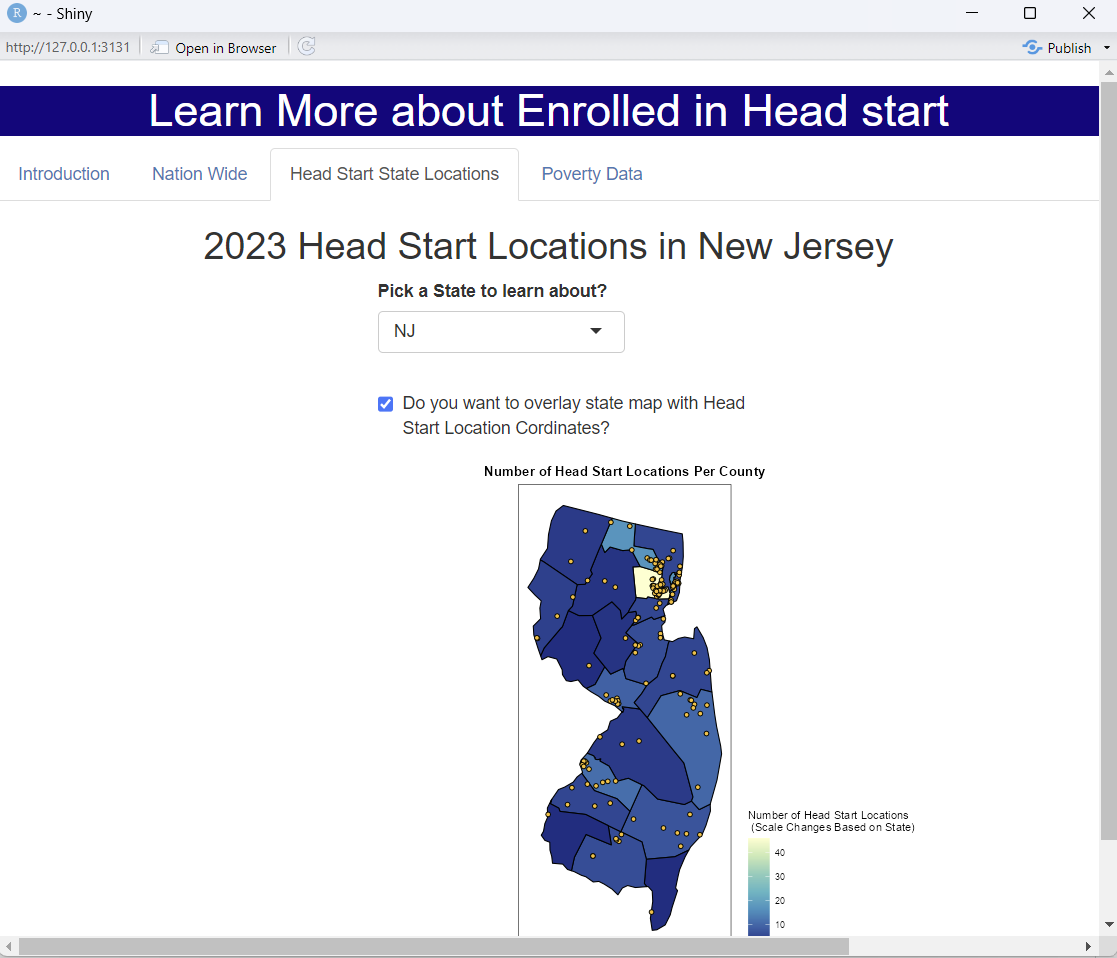 R ~ - Shiny
http://127.0.0.1:3131 Open in Browser Publish
Learn More about Enrolled in Head start
Introduction Nation Wide Head Start State Locations Poverty Data
2023 Head Start Locations in New Jersey
Pick a State to learn about?
NJ
Do you want to overlay state map with Head
Start Location Cordinates?
Number of Head Start Locations Per County
Number of Head Start Locations
(Scale Changes Based on State)
40
30
20
10